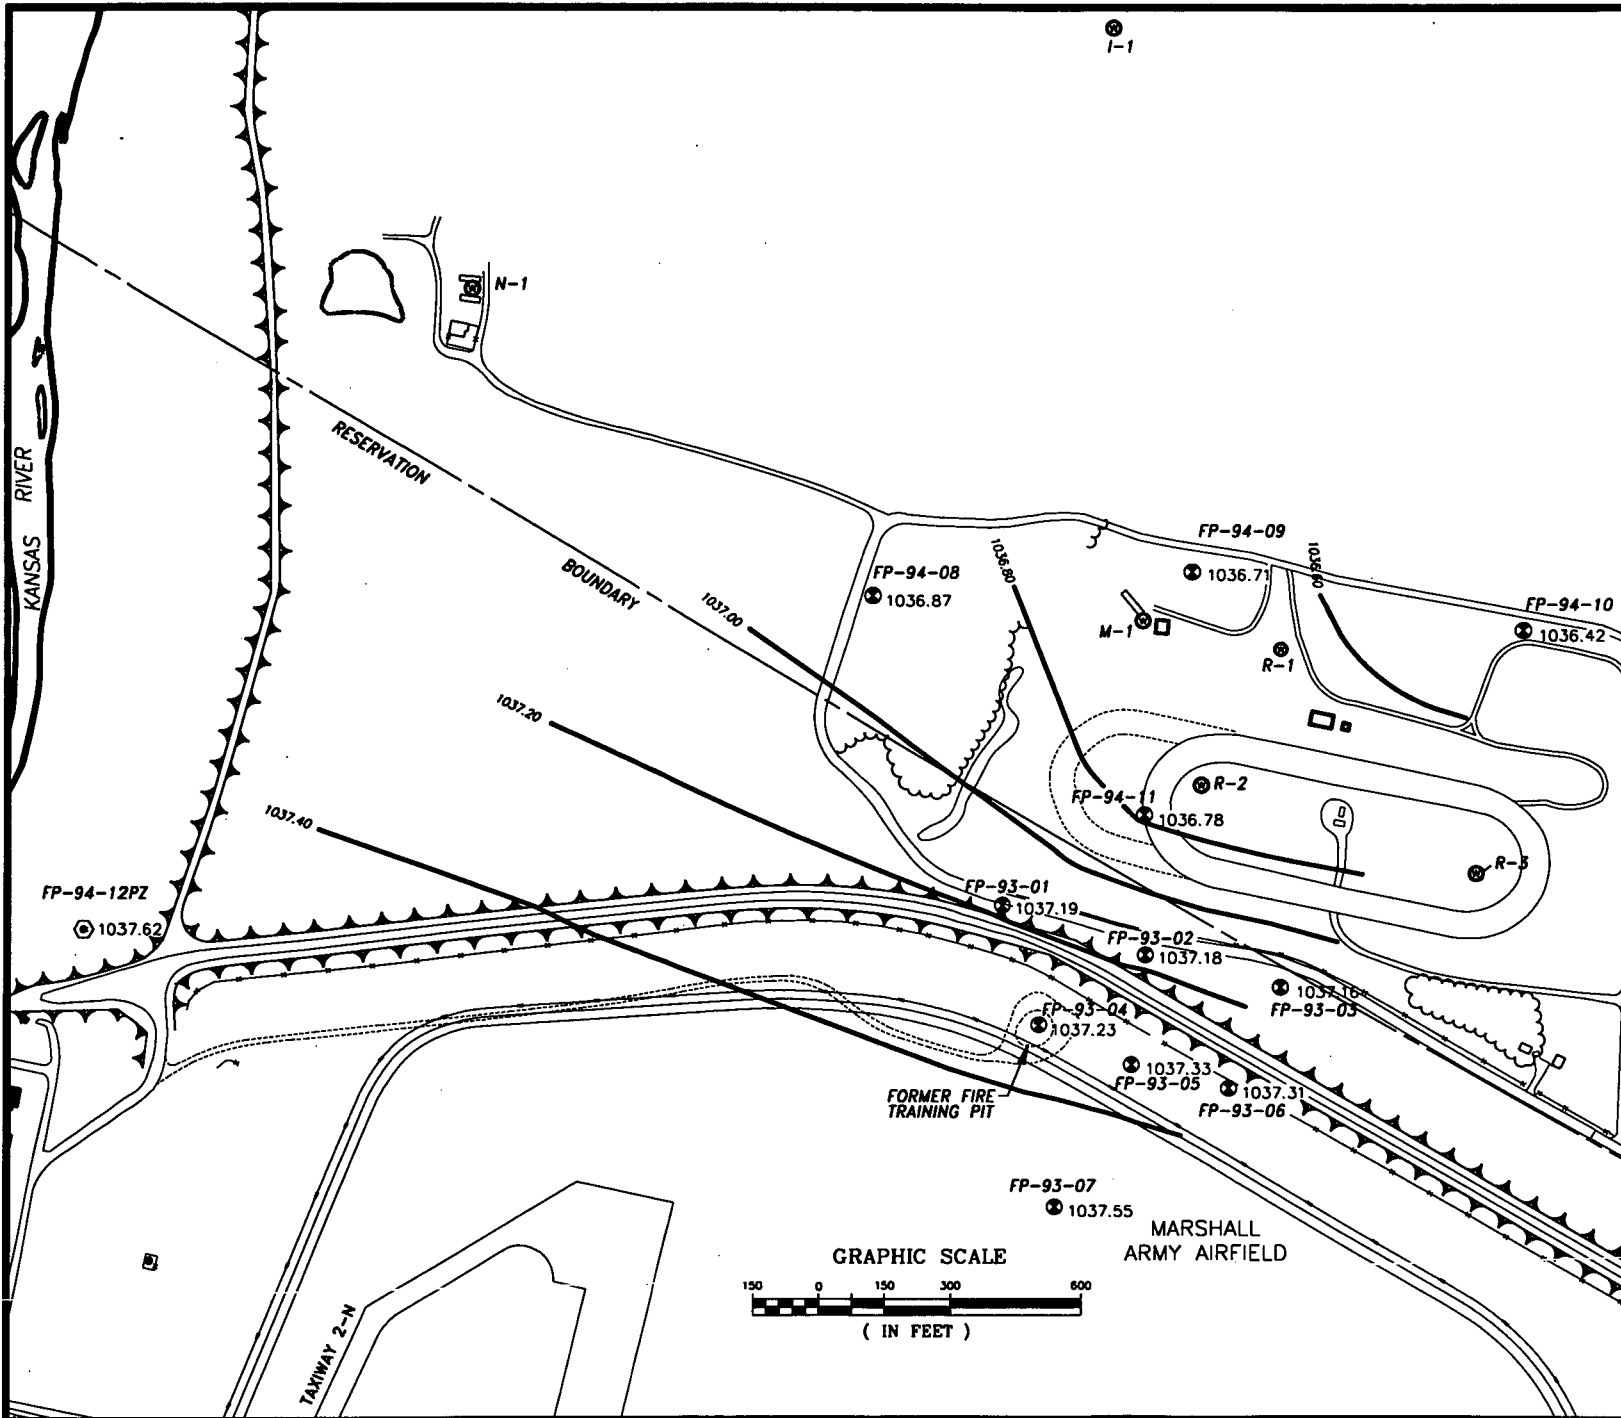 I-1
N-1
RESERVATION
KANSAS RIVER
BOUNDARY
FP-94-09
1036.71
1036.80
1036.60
FP-94-08
1036.87
1037.00
FP-94-10
1036.42
M-1
R-1
1037.20
R-2
FP-94-11
1036.78
1037.40
R-3
FP-94-12PZ
1037.62
FP-93-01
1037.19
FP-93-02
1037.18
1037.16
FP-93-03
FP-93-04
1037.23
1037.33
FP-93-05
1037.31
FP-93-06
FORMER FIRE
TRAINING PIT
FP-93-07
1037.55
MARSHALL
ARMY AIRFIELD
GRAPHIC SCALE
150 0 150 300 600
( IN FEET )
TAXIWAY 2-N